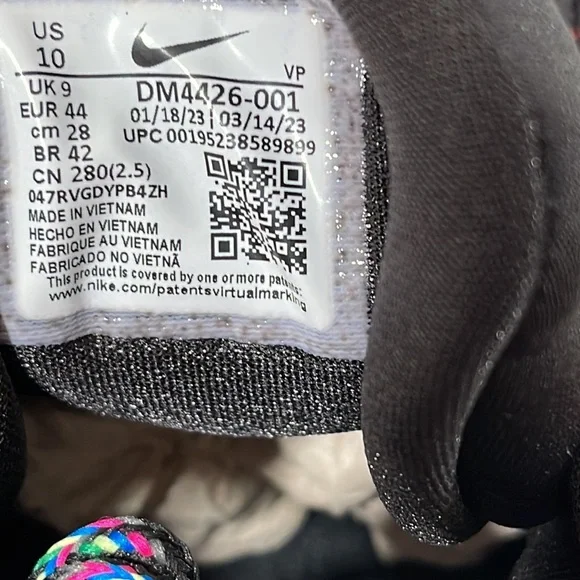 US
10
VP
UK 9
EUR 44
cm 28
BR 42
CN 280(2.5)
DM4426-001
01/18/23 | 03/14/23
UPC 00195238589899
047RVGDYPB4ZH
MADE IN VIETNAM
HECHO EN VIETNAM
FABRIQUE AU VIETNAM
FABRICADO NO VIETNÃ
This product is covered by one or more patents:
www.nike.com/patentsvirtualmarking